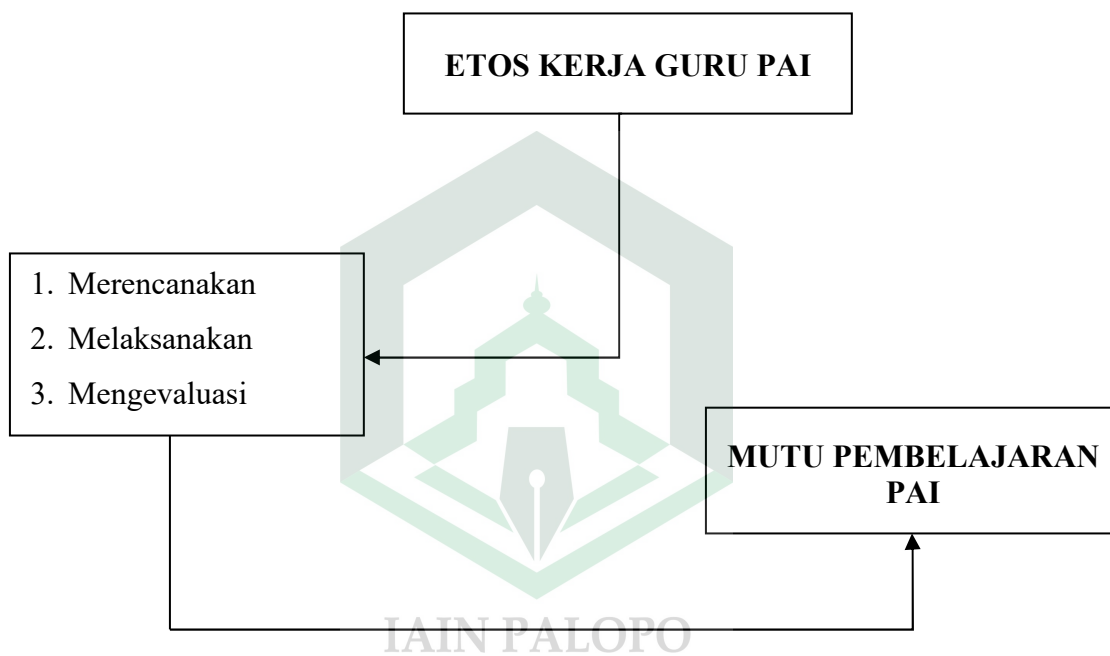 ETOS KERJA GURU PAI
1. Merencanakan
2. Melaksanakan
3. Mengevaluasi
MUTU PEMBELAJARAN
PAI
IAIN PALOPO